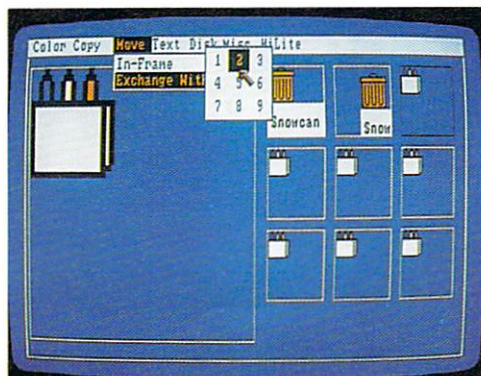 Color Copy Move Text Disk Misc HiLite
In-Frame
Exchange With
1 2 3
4 5 6
7 8 9
Snowcan
Snow